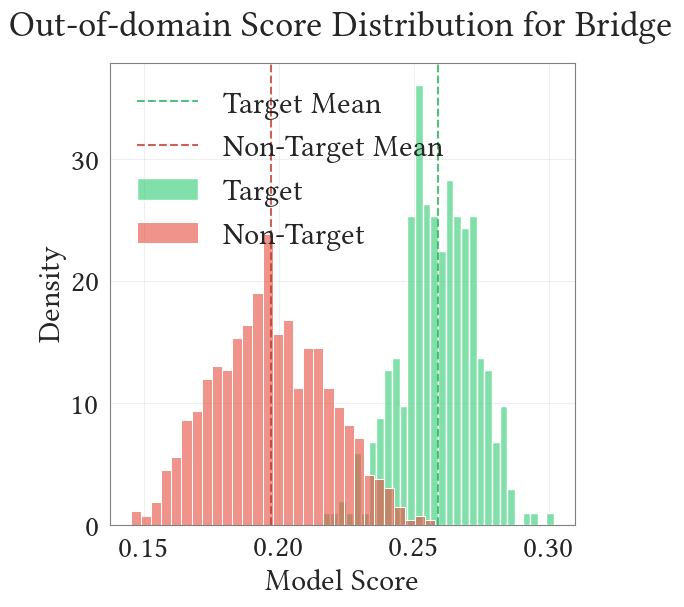 Out-of-domain Score Distribution for Bridge
Target Mean
Non-Target Mean
Target
Non-Target
Density
30
20
10
0
0.15
0.20
0.25
0.30
Model Score